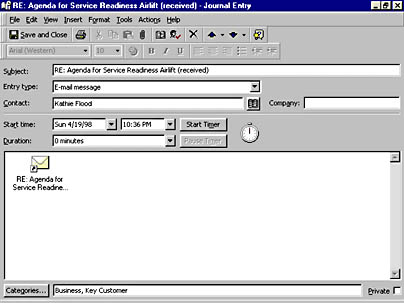 RE: Agenda for Service Readiness Airlift (received) - Journal Entry
File Edit View Insert Format Tools Actions Help
Save and Close
Arial (Western) 10 B I U
Subject: RE: Agenda for Service Readiness Airlift (received)
Entry type: E-mail message
Contact: Kathie Flood Company:
Start time: Sun 4/19/98 10:36 PM Start Timer
Duration: 0 minutes Pause Timer
RE: Agenda for
Service Readine...
Categories... Business, Key Customer Private